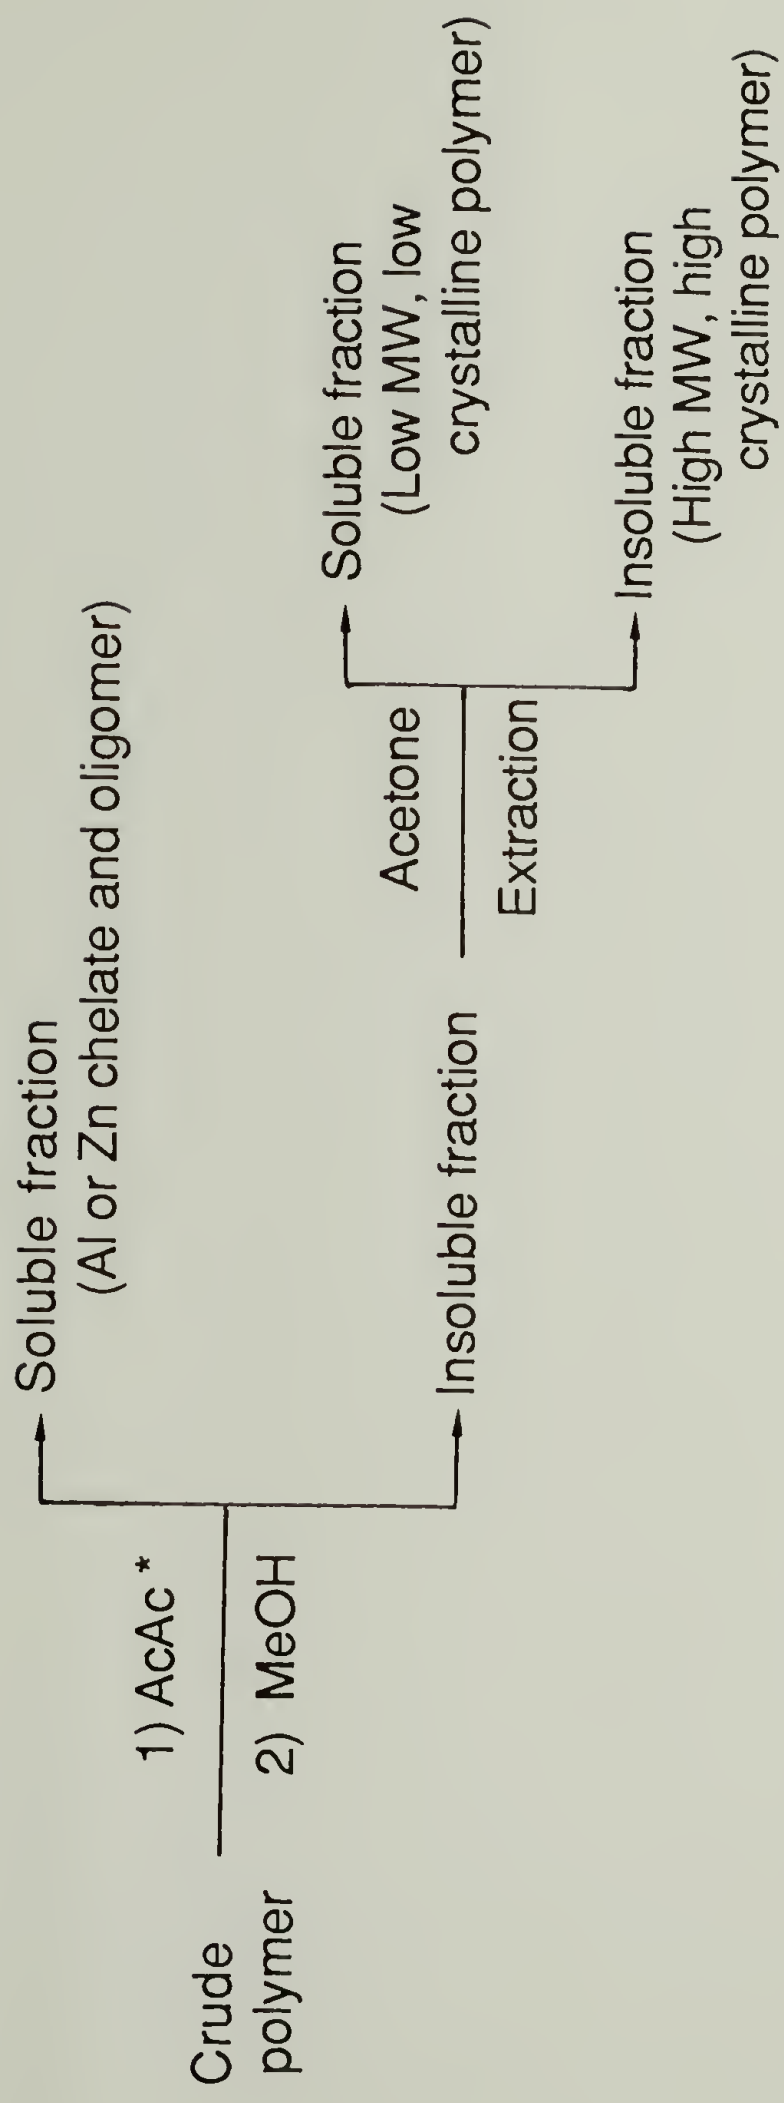 Crude
polymer
1) AcAc *
2) MeOH
Soluble fraction
(Al or Zn chelate and oligomer)
Insoluble fraction
Acetone
Extraction
Soluble fraction
(Low MW, low
crystalline polymer)
Insoluble fraction
(High MW, high
crystalline polymer)